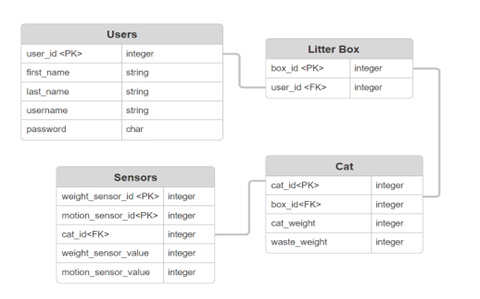 Users
user_id <PK> integer
first_name string
last_name string
username string
password char
Litter Box
box_id <PK> integer
user_id <FK> integer
Sensors
weight_sensor_id <PK> integer
motion_sensor_id<PK> integer
cat_id<FK> integer
weight_sensor_value integer
motion_sensor_value integer
Cat
cat_id<PK> integer
box_id<FK> integer
cat_weight integer
waste_weight integer